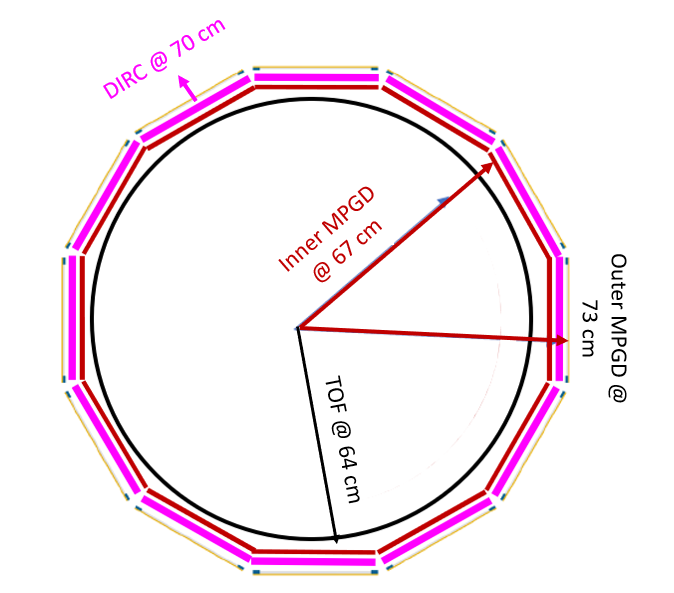 DIRC @ 70 cm
Inner MPGD
@ 67 cm
Outer MPGD @
73 cm
TOF @ 64 cm